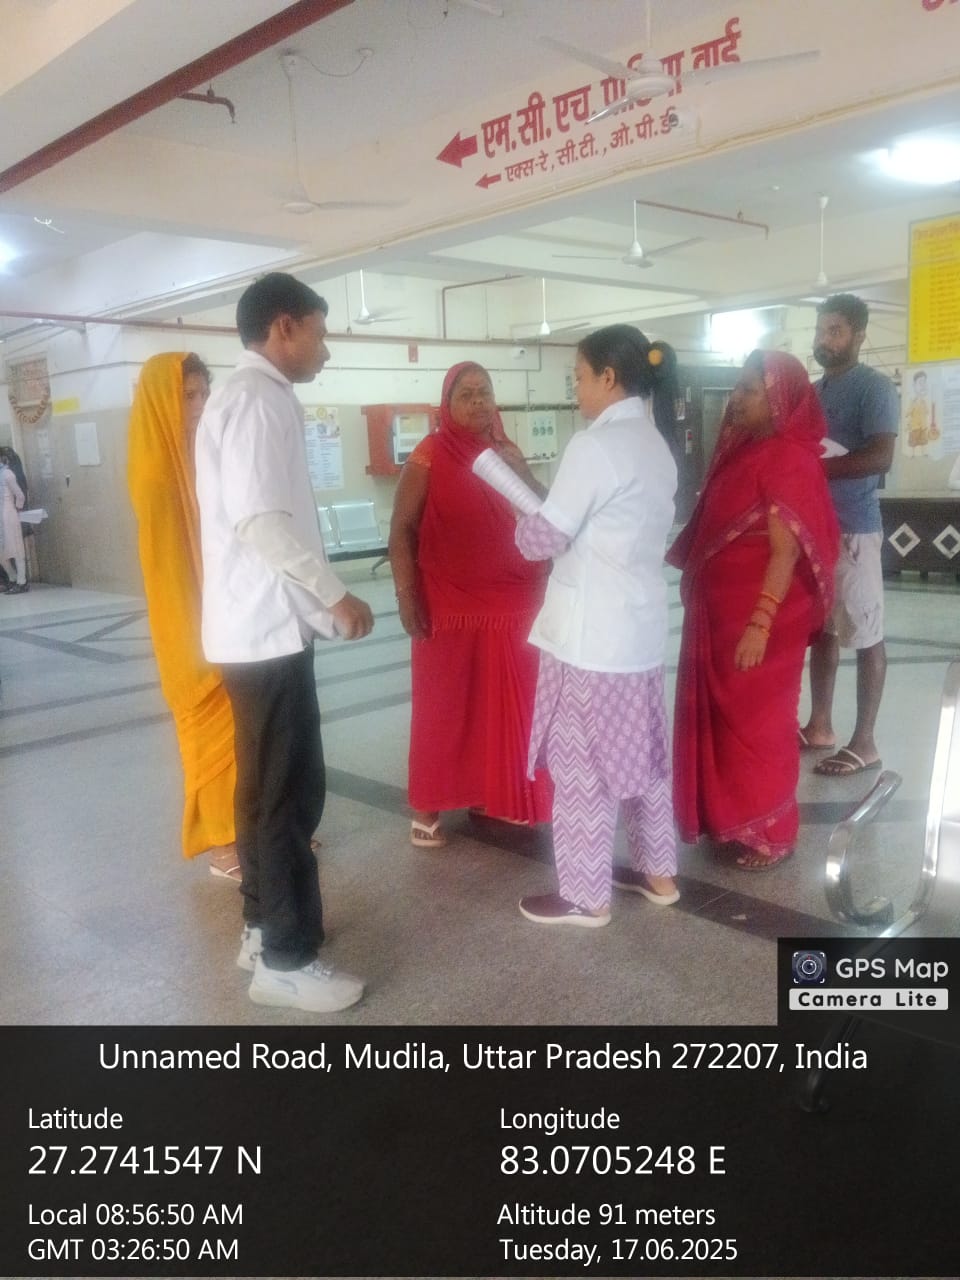 एम.सी.एच. वार्ड
एक्स-रे, सी.टी., ओ.पी.डी
GPS Map
Camera Lite
Unnamed Road, Mudila, Uttar Pradesh 272207, India
Latitude
27.2741547 N
Longitude
83.0705248 E
Local 08:56:50 AM
GMT 03:26:50 AM
Altitude 91 meters
Tuesday, 17.06.2025